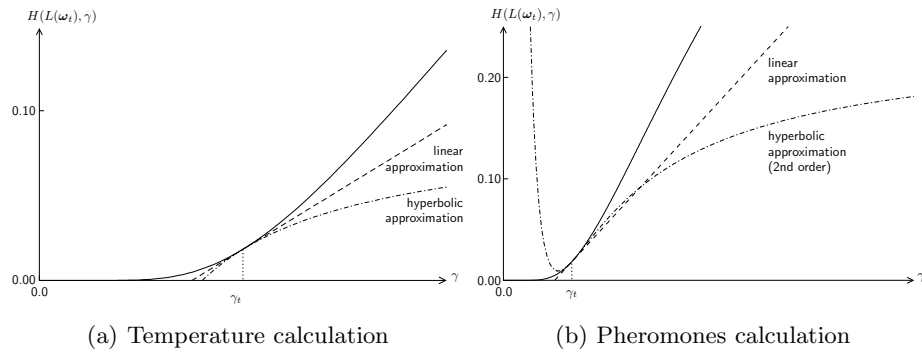 H(L(ω_t), γ)
0.10
linear
approximation
hyperbolic
approximation
0.00
0.0
γ_t
γ
(a) Temperature calculation
H(L(ω_t), γ)
0.20
linear
approximation
hyperbolic
approximation
(2nd order)
0.10
0.00
0.0
γ_t
γ
(b) Pheromones calculation